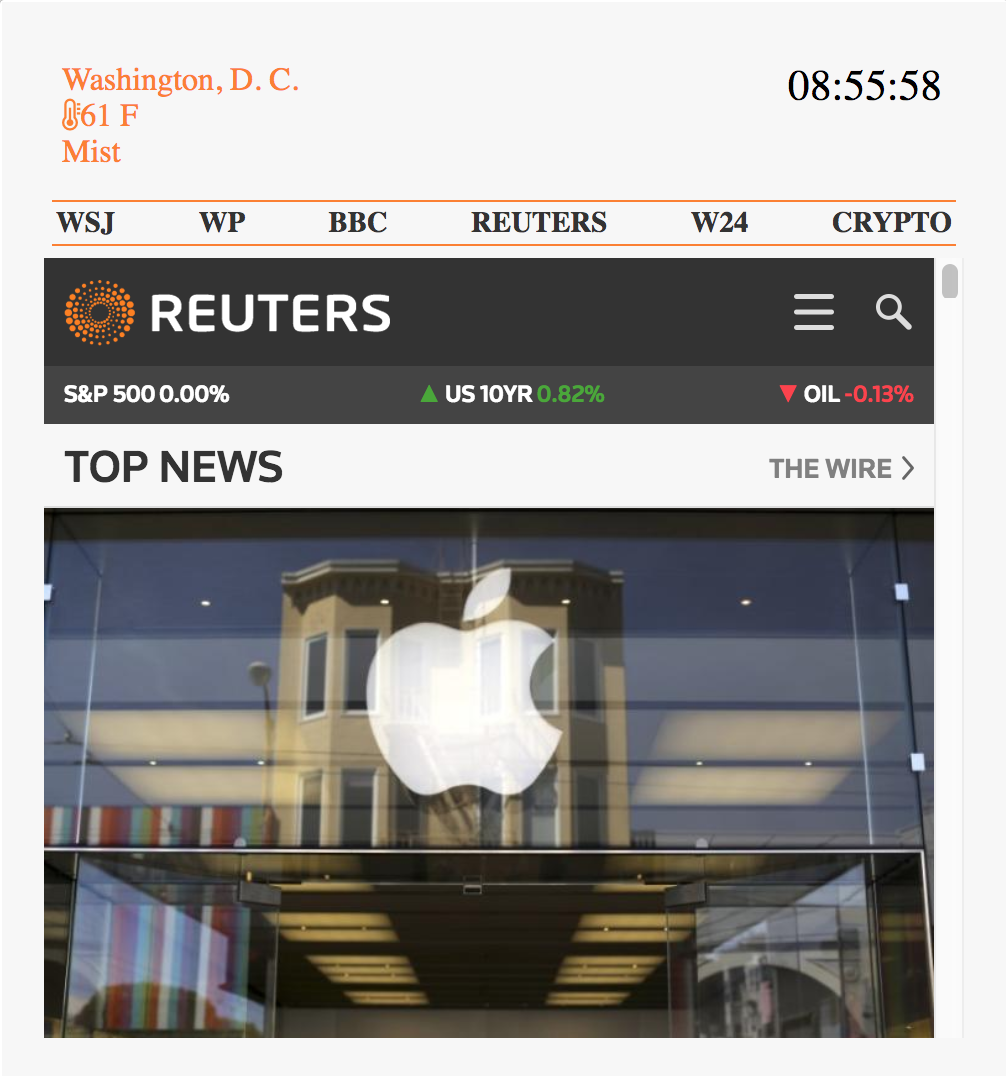 Washington, D. C.
08:55:58
61 F
Mist
WSJ WP BBC REUTERS W24 CRYPTO
REUTERS
S&P 500 0.00% US 10YR 0.82% OIL -0.13%
TOP NEWS THE WIRE